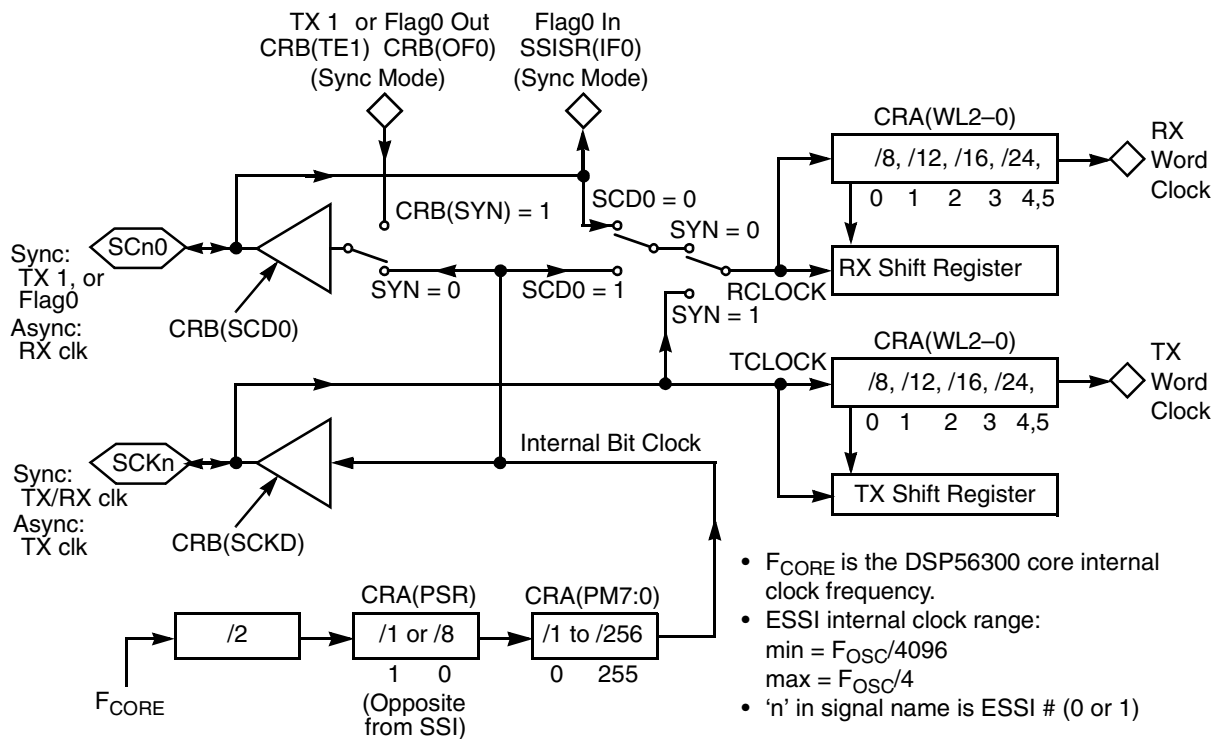 TX 1 or Flag0 Out
CRB(TE1) CRB(OF0)
(Sync Mode)
Flag0 In
SSISR(IF0)
(Sync Mode)
CRA(WL2–0)
/8, /12, /16, /24,
0 1 2 3 4,5
RX
Word
Clock
SCD0 = 0
CRB(SYN) = 1
SYN = 0
SCn0
Sync:
TX 1, or
Flag0
Async:
RX clk
SYN = 0
SCD0 = 1
RCLOCK
RX Shift Register
SYN = 1
CRB(SCD0)
TCLOCK
CRA(WL2–0)
/8, /12, /16, /24,
0 1 2 3 4,5
TX
Word
Clock
Internal Bit Clock
SCKn
Sync:
TX/RX clk
Async:
TX clk
TX Shift Register
CRB(SCKD)
CRA(PSR)
CRA(PM7:0)
/2
/1 or /8
/1 to /256
1 0
0 255
(Opposite
from SSI)
FCORE
• FCORE is the DSP56300 core internal
clock frequency.
• ESSI internal clock range:
min = FOSC/4096
max = FOSC/4
• ‘n’ in signal name is ESSI # (0 or 1)